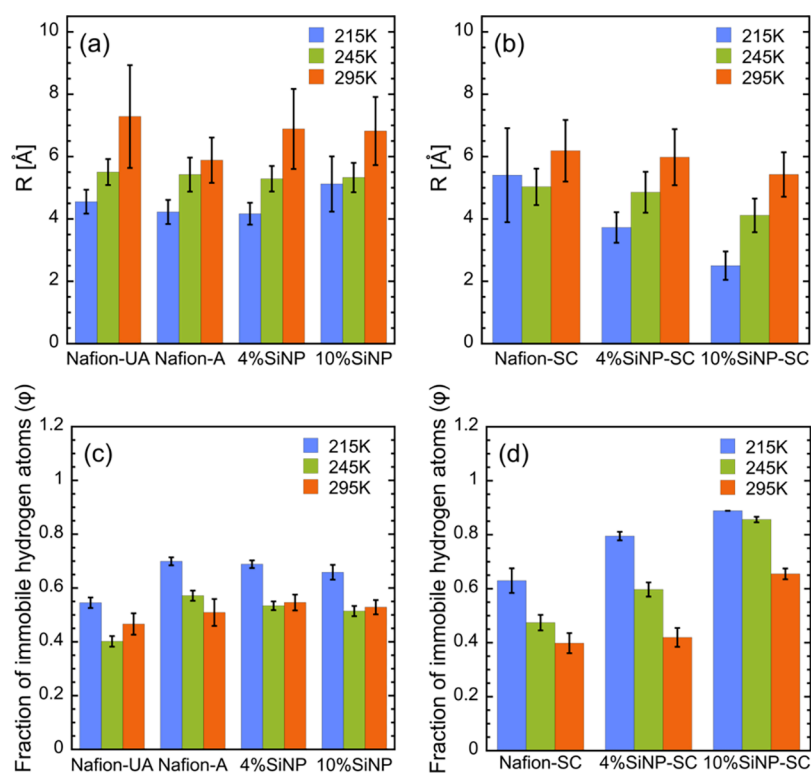 (a)
215K
245K
295K
R [Å]
10
8
6
4
2
0
Nafion-UA Nafion-A 4%SiNP 10%SiNP
(b)
215K
245K
295K
R [Å]
10
8
6
4
2
0
Nafion-SC 4%SiNP-SC 10%SiNP-SC
(c)
215K
245K
295K
Fraction of immobile hydrogen atoms (φ)
1.2
1
0.8
0.6
0.4
0.2
0
Nafion-UA Nafion-A 4%SiNP 10%SiNP
(d)
215K
245K
295K
Fraction of immobile hydrogen atoms (φ)
1.2
1
0.8
0.6
0.4
0.2
0
Nafion-SC 4%SiNP-SC 10%SiNP-SC